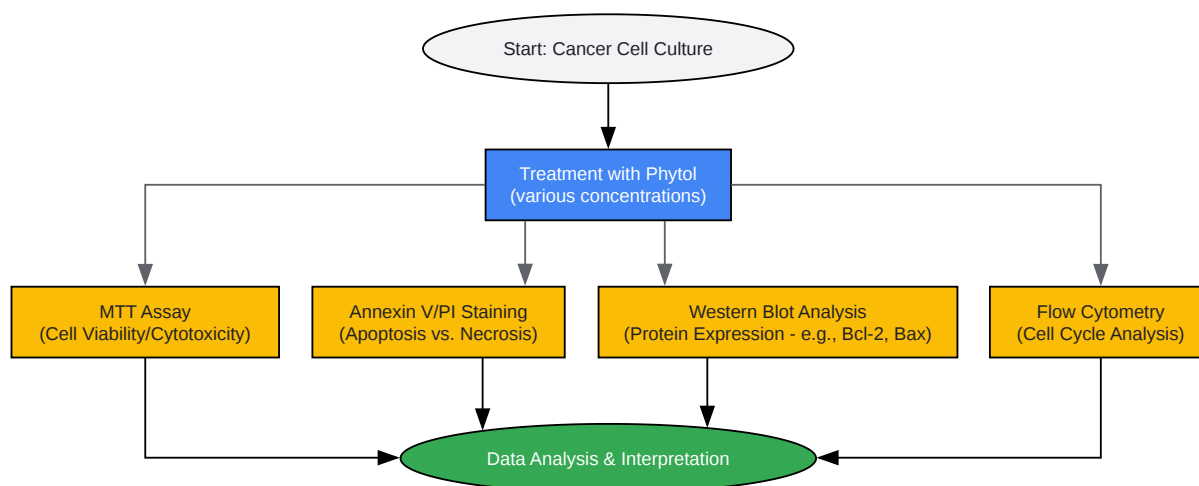 Start: Cancer Cell Culture
Treatment with Phytol
(various concentrations)
MTT Assay
(Cell Viability/Cytotoxicity)
Annexin V/PI Staining
(Apoptosis vs. Necrosis)
Western Blot Analysis
(Protein Expression - e.g., Bcl-2, Bax)
Flow Cytometry
(Cell Cycle Analysis)
Data Analysis & Interpretation